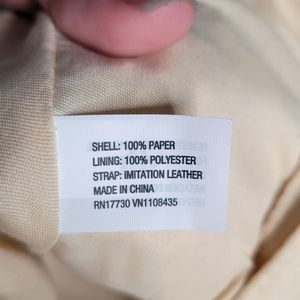 SHELL: 100% PAPER
LINING: 100% POLYESTER
STRAP: IMITATION LEATHER
MADE IN CHINA
RN17730 VN1108435